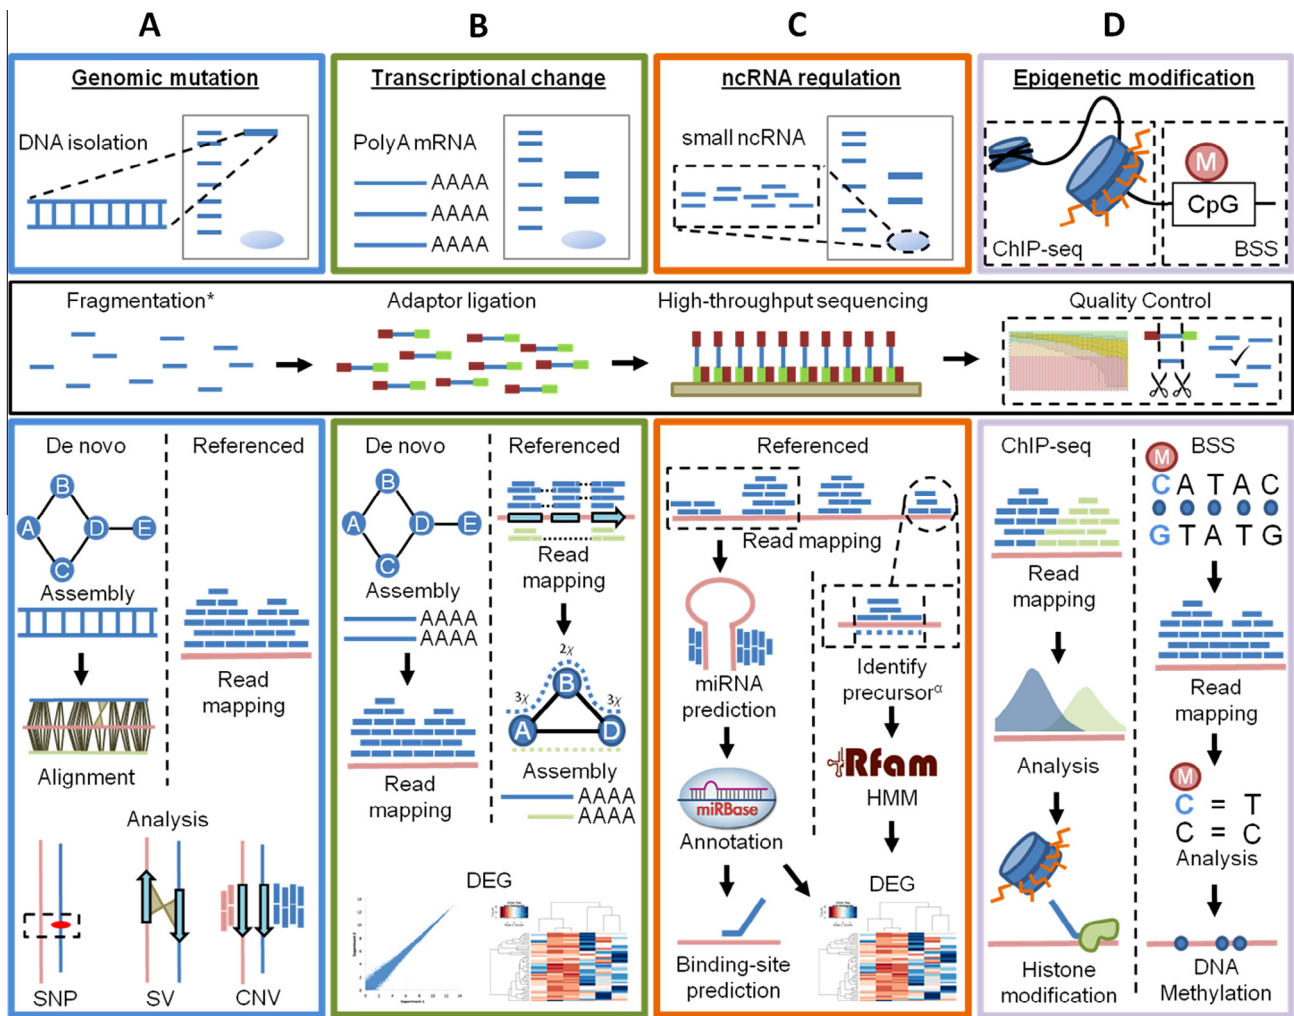 A
B
C
D
Genomic mutation
DNA isolation
Transcriptional change
PolyA mRNA
AAAA
AAAA
AAAA
ncRNA regulation
small ncRNA
Epigenetic modification
M
CpG
ChIP-seq
BSS
Fragmentation*
Adaptor ligation
High-throughput sequencing
Quality Control
De novo
Referenced
B
A
D
E
C
Assembly
Read
mapping
Alignment
Analysis
SNP
SV
CNV
De novo
Referenced
B
A
D
E
C
Assembly
AAAA
AAAA
Read
mapping
Read
mapping
2χ
3χ
3χ
B
A
D
Assembly
AAAA
AAAA
DEG
Referenced
Read mapping
miRNA
prediction
Identify
precursorα
Rfam
HMM
miRBase
Annotation
DEG
Binding-site
prediction
ChIP-seq
Read
mapping
Analysis
Histone
modification
BSS
M
C A T A C
G T A T G
Read
mapping
M
C = T
C = C
Analysis
DNA
Methylation